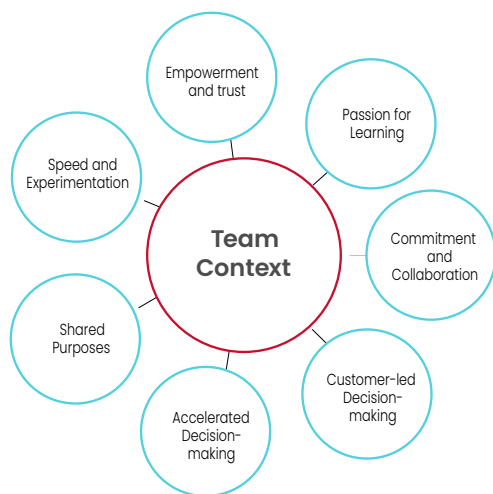 Empowerment
and trust
Passion for
Learning
Speed and
Experimentation
Team
Context
Commitment
and
Collaboration
Shared
Purposes
Customer-led
Decision-
making
Accelerated
Decision-
making